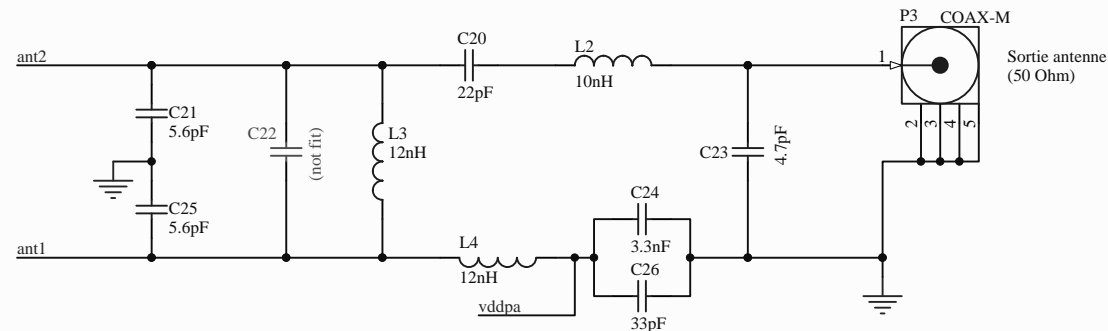 P3
COAX-M
C20
L2
ant2
1
Sortie antenne
(50 Ohm)
22pF
10nH
C21
5.6pF
C22
(not fit)
L3
12nH
C23
4.7pF
2
3
4
5
C25
5.6pF
C24
3.3nF
ant1
L4
12nH
C26
33pF
vddpa